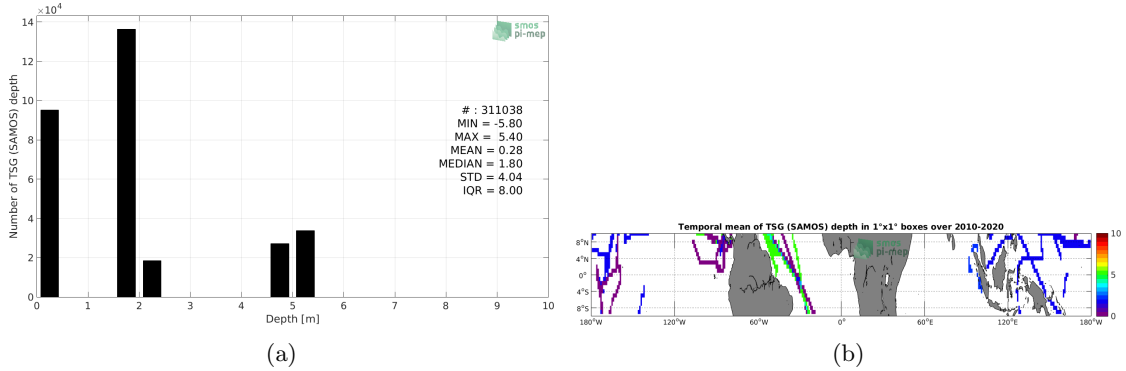 ×10⁴
14
12
10
8
6
4
2
0
Number of TSG (SAMOS) depth
smos
pi-mep
# : 311038
MIN = -5.80
MAX = 5.40
MEAN = 0.28
MEDIAN = 1.80
STD = 4.04
IQR = 8.00
0 1 2 3 4 5 6 7 8 9 10
Depth [m]
(a)
Temporal mean of TSG (SAMOS) depth in 1°x1° boxes over 2010-2020
smos
pi-mep
8°N
4°N
0°
4°S
8°S
180°W 120°W 60°W 0° 60°E 120°E 180°W
10
5
0
(b)